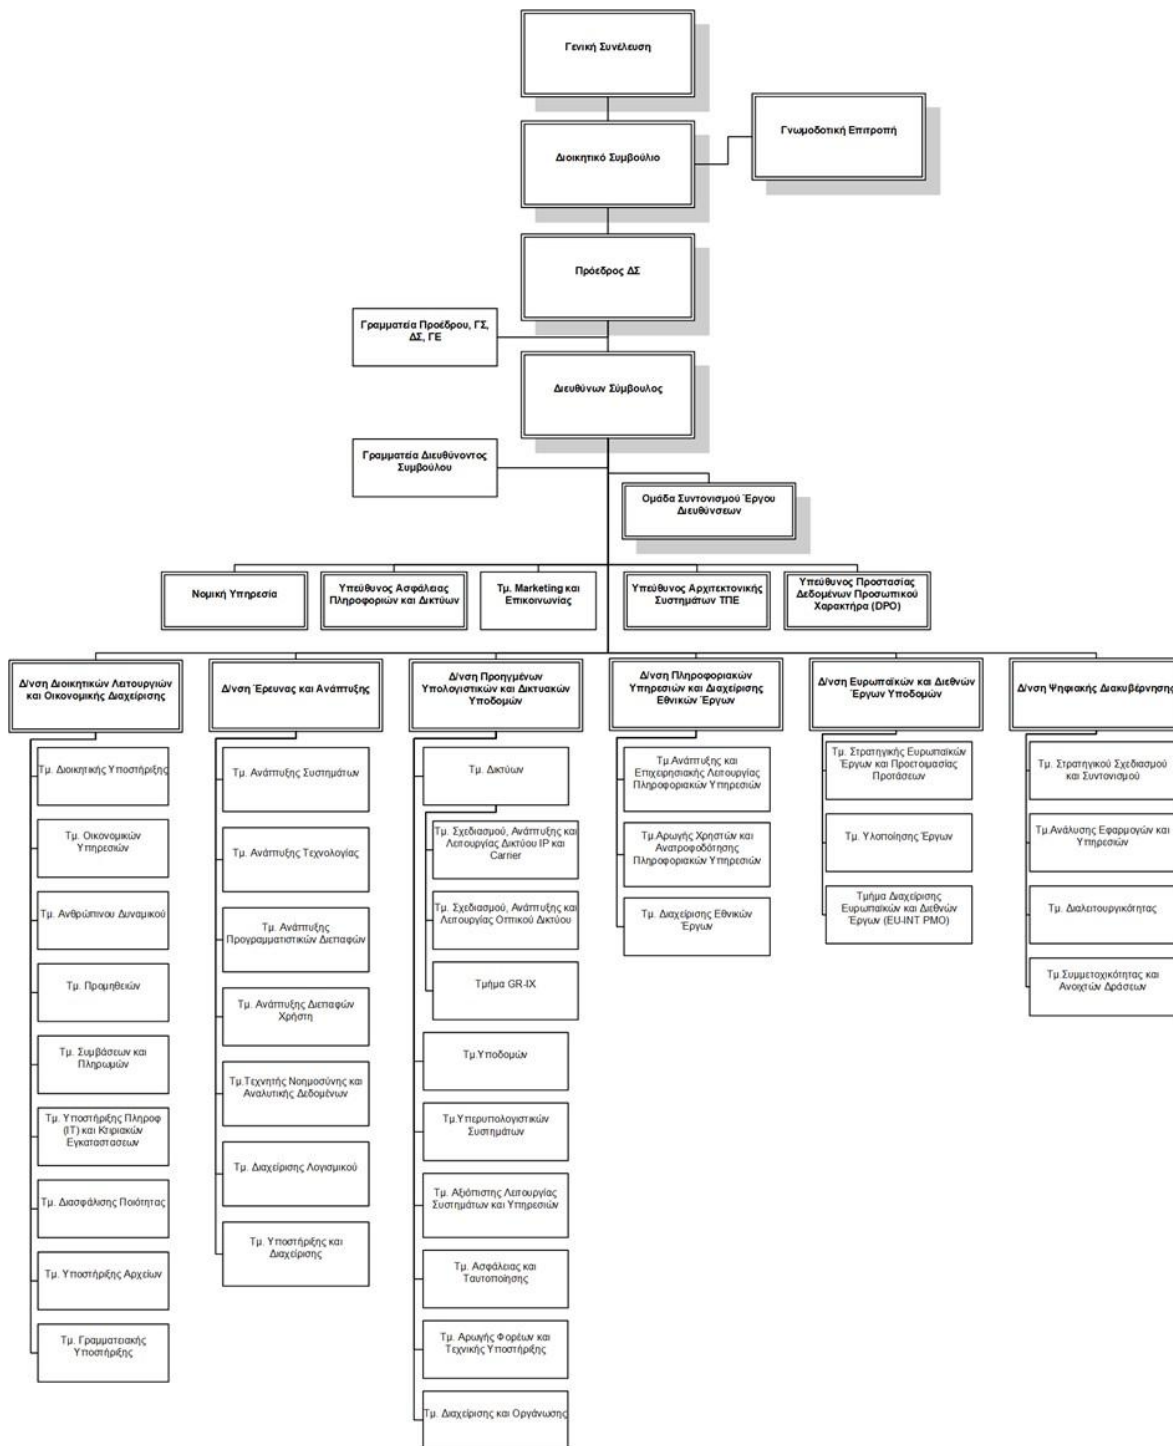 Γενική Συνέλευση
Γνωμοδοτική Επιτροπή
Διοικητικό Συμβούλιο
Πρόεδρος ΔΣ
Γραμματεία Προέδρου, ΓΣ,
ΔΣ, ΓΕ
Διευθύνων Σύμβουλος
Γραμματεία Διευθύνοντος
Συμβούλου
Ομάδα Συντονισμού Έργου
Διευθύνσεων
Νομική Υπηρεσία
Υπεύθυνος Ασφάλειας
Πληροφοριών και Δικτύων
Τμ. Marketing και
Επικοινωνίας
Υπεύθυνος Αρχιτεκτονικής
Συστημάτων ΤΠΕ
Υπεύθυνος Προστασίας
Δεδομένων Προσωπικού
Χαρακτήρα (DPO)
Δ/νση Διοικητικών Λειτουργιών
και Οικονομικής Διαχείρισης
Τμ. Διοικητικής Υποστήριξης
Τμ. Οικονομικών
Υπηρεσιών
Τμ. Ανθρώπινου Δυναμικού
Τμ. Προμηθειών
Τμ. Συμβάσεων και
Πληρωμών
Τμ. Υποστήριξης Πληροφ
(IT) και Κτιριακών
Εγκαταστασεων
Τμ. Διασφάλισης Ποιότητας
Τμ. Υποστήριξης Αρχείων
Τμ. Γραμματειακής
Υποστήριξης
Δ/νση Έρευνας και Ανάπτυξης
Τμ. Ανάπτυξης Συστημάτων
Τμ. Ανάπτυξης Τεχνολογίας
Τμ. Ανάπτυξης
Προγραμματιστικών Διεπαφών
Τμ. Ανάπτυξης Διεπαφών
Χρήστη
Τμ.Τεχνητής Νοημοσύνης και
Αναλυτικής Δεδομένων
Τμ. Διαχείρισης Λογισμικού
Τμ. Υποστήριξης και
Διαχείρισης
Δ/νση Προηγμένων
Υπολογιστικών και Δικτυακών
Υποδομών
Τμ. Δικτύων
Τμ. Σχεδιασμού, Ανάπτυξης και
Λειτουργίας Δικτύου IP και
Carrier
Τμ. Σχεδιασμού, Ανάπτυξης και
Λειτουργίας Οπτικού Δικτύου
Τμήμα GR-IX
Τμ.Υποδομών
Τμ.Υπερυπολογιστικών
Συστημάτων
Τμ. Αξιόπιστης Λειτουργίας
Συστημάτων και Υπηρεσιών
Τμ. Ασφάλειας και
Ταυτοποίησης
Τμ. Αρωγής Φορέων και
Τεχνικής Υποστήριξης
Τμ. Διαχείρισης και Οργάνωσης
Δ/νση Πληροφοριακών
Υπηρεσιών και Διαχείρισης
Εθνικών Έργων
Τμ.Ανάπτυξης και
Επιχειρησιακής Λειτουργίας
Πληροφοριακών Υπηρεσιών
Τμ.Αρωγής Χρηστών και
Ανατροφοδότησης
Πληροφοριακών Υπηρεσιών
Τμ. Διαχείρισης Εθνικών
Έργων
Δ/νση Ευρωπαϊκών και Διεθνών
Έργων Υποδομών
Τμ. Στρατηγικής Ευρωπαϊκών
Έργων και Προετοιμασίας
Προτάσεων
Τμ. Υλοποίησης Έργων
Τμήμα Διαχείρισης
Ευρωπαϊκών και Διεθνών
Έργων (EU-INT PMO)
Δ/νση Ψηφιακής Διακυβέρνησης
Τμ. Στρατηγικού Σχεδιασμού
και Συντονισμού
Τμ.Ανάλυσης Εφαρμογών και
Υπηρεσιών
Τμ. Διαλειτουργικότητας
Τμ.Συμμετοχικότητας και
Ανοιχτών Δράσεων